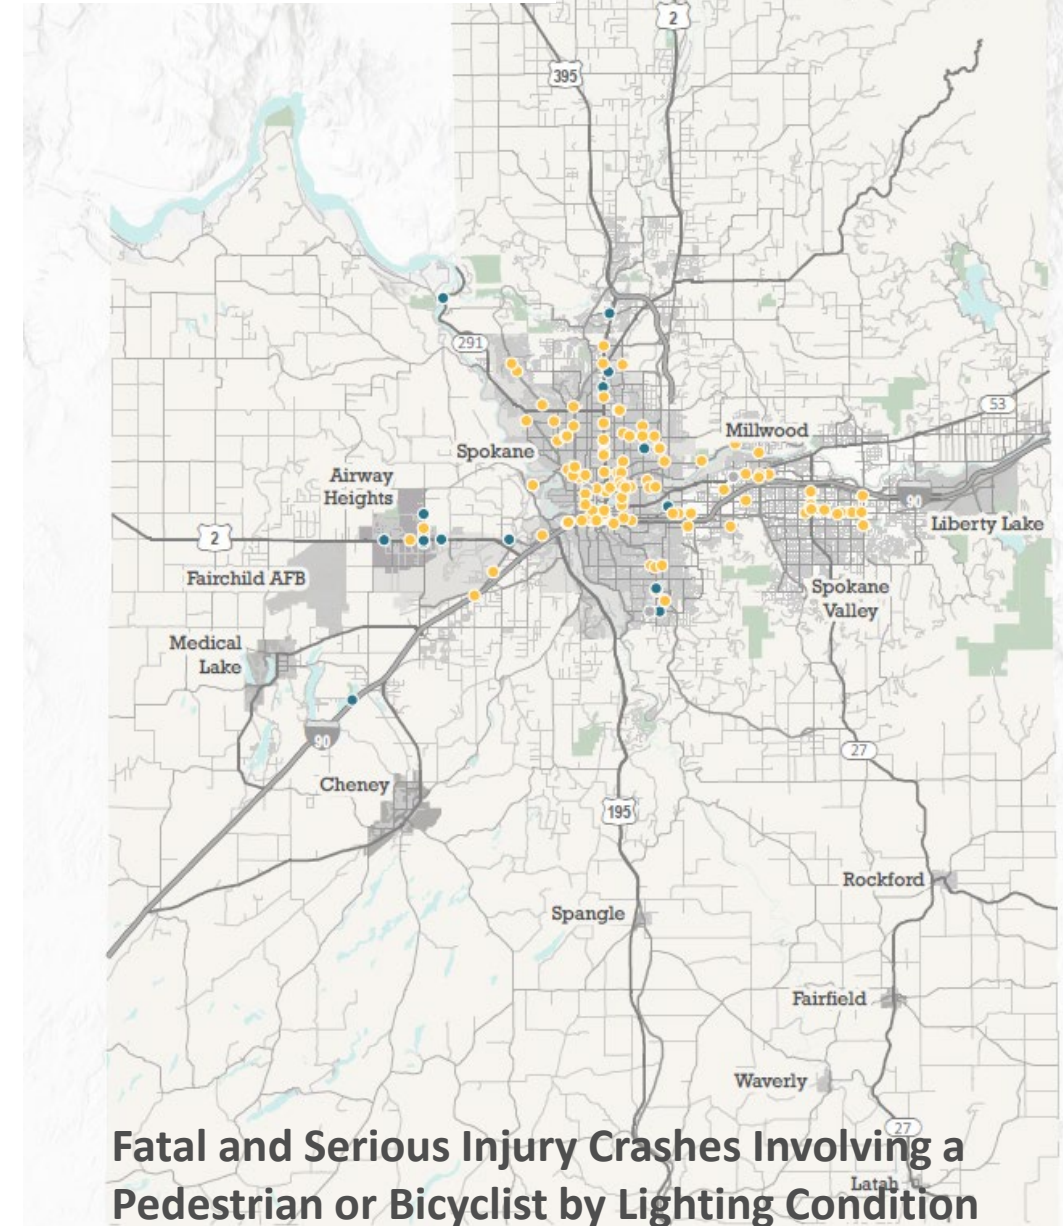 2
395
291
53
Millwood
Spokane
Airway
Heights
90
Liberty Lake
2
Fairchild AFB
Spokane
Valley
Medical
Lake
90
27
Cheney
195
Rockford
Spangle
Fairfield
Waverly
27
Latah
Fatal and Serious Injury Crashes Involving a
Pedestrian or Bicyclist by Lighting Condition